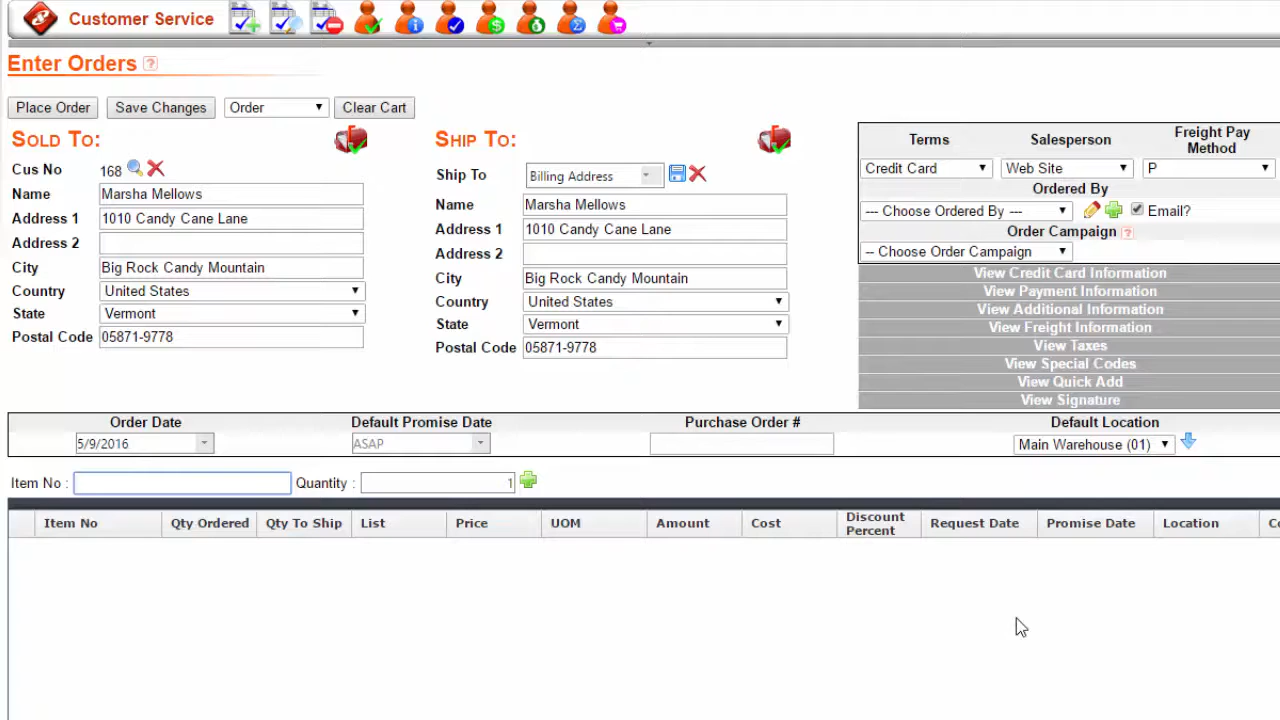 Customer Service
Enter Orders ?
Place Order Save Changes Order Clear Cart
SOLD TO:
Cus No 168
Name Marsha Mellows
Address 1 1010 Candy Cane Lane
Address 2
City Big Rock Candy Mountain
Country United States
State Vermont
Postal Code 05871-9778
SHIP TO:
Ship To Billing Address
Name Marsha Mellows
Address 1 1010 Candy Cane Lane
Address 2
City Big Rock Candy Mountain
Country United States
State Vermont
Postal Code 05871-9778
Terms Salesperson Freight Pay
Method
Credit Card Web Site P
Ordered By
--- Choose Ordered By --- Email?
Order Campaign ?
-- Choose Order Campaign
View Credit Card Information
View Payment Information
View Additional Information
View Freight Information
View Taxes
View Special Codes
View Quick Add
View Signature
Order Date Default Promise Date Purchase Order # Default Location
5/9/2016 ASAP Main Warehouse (01)
Item No : Quantity : 1
Item No Qty Ordered Qty To Ship List Price UOM Amount Cost Discount Percent Request Date Promise Date Location